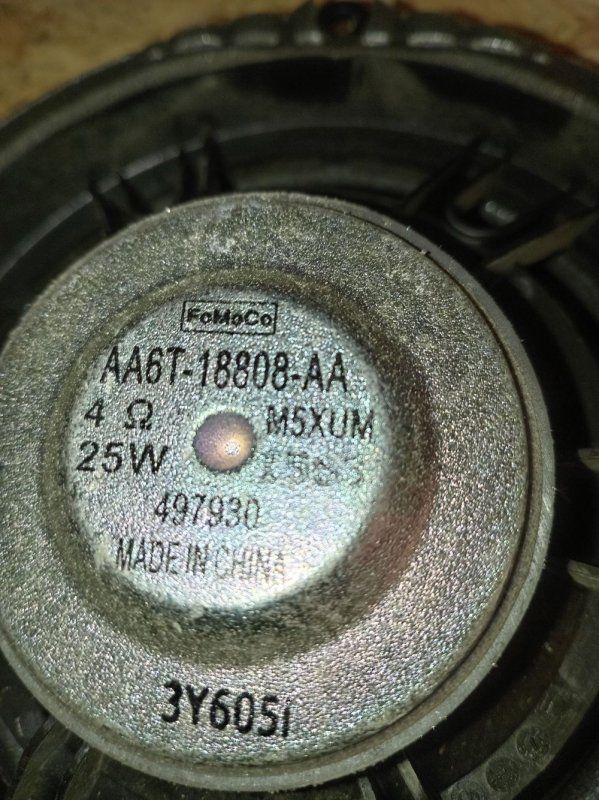 FoMoCo
AA6T-18808-AA
4 Ω M5XUM
25W
497930
MADE IN CHINA
3Y605i